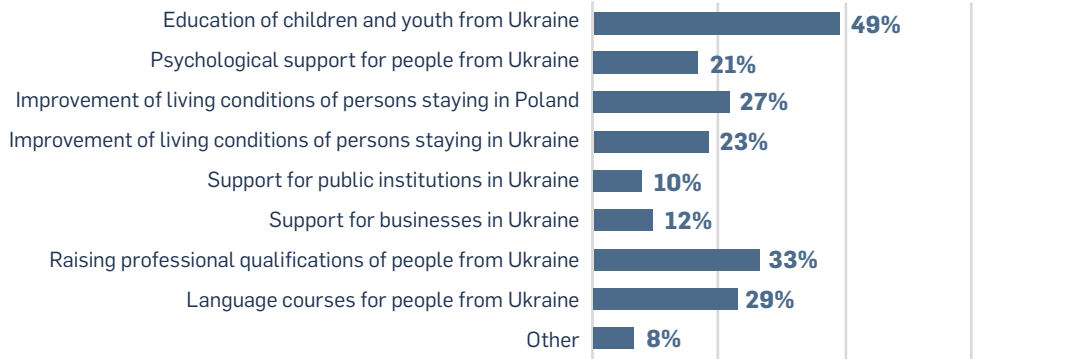 Education of children and youth from Ukraine 49%
Psychological support for people from Ukraine 21%
Improvement of living conditions of persons staying in Poland 27%
Improvement of living conditions of persons staying in Ukraine 23%
Support for public institutions in Ukraine 10%
Support for businesses in Ukraine 12%
Raising professional qualifications of people from Ukraine 33%
Language courses for people from Ukraine 29%
Other 8%